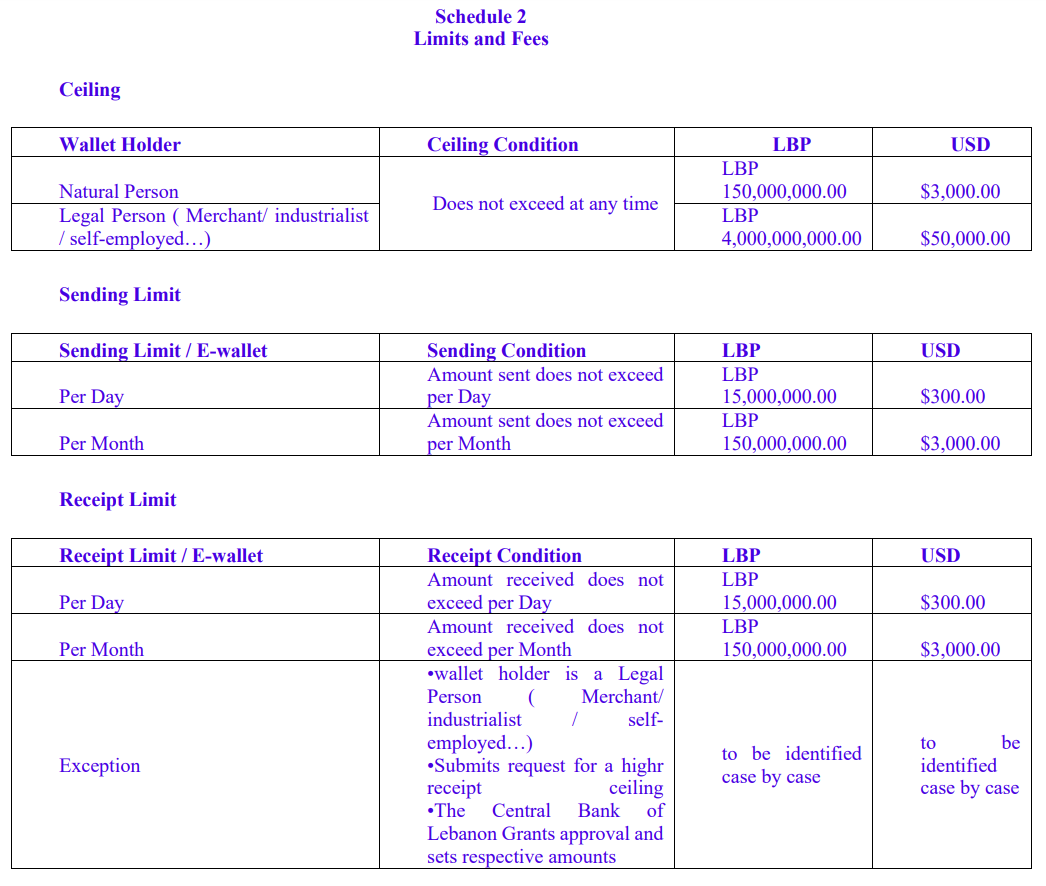 Schedule 2
Limits and Fees
Ceiling
Wallet Holder Ceiling Condition LBP USD
Natural Person Does not exceed at any time LBP
150,000,000.00 $3,000.00
Legal Person ( Merchant/ industrialist
/ self-employed…) LBP
4,000,000,000.00 $50,000.00
Sending Limit
Sending Limit / E-wallet Sending Condition LBP USD
Per Day Amount sent does not exceed
per Day LBP
15,000,000.00 $300.00
Per Month Amount sent does not exceed
per Month LBP
150,000,000.00 $3,000.00
Receipt Limit
Receipt Limit / E-wallet Receipt Condition LBP USD
Per Day Amount received does not
exceed per Day LBP
15,000,000.00 $300.00
Per Month Amount received does not
exceed per Month LBP
150,000,000.00 $3,000.00
Exception
•wallet holder is a Legal
Person ( Merchant/
industrialist / self-
employed…)
•Submits request for a highr
receipt ceiling
•The Central Bank of
Lebanon Grants approval and
sets respective amounts
to be identified
case by case
to be
identified
case by case